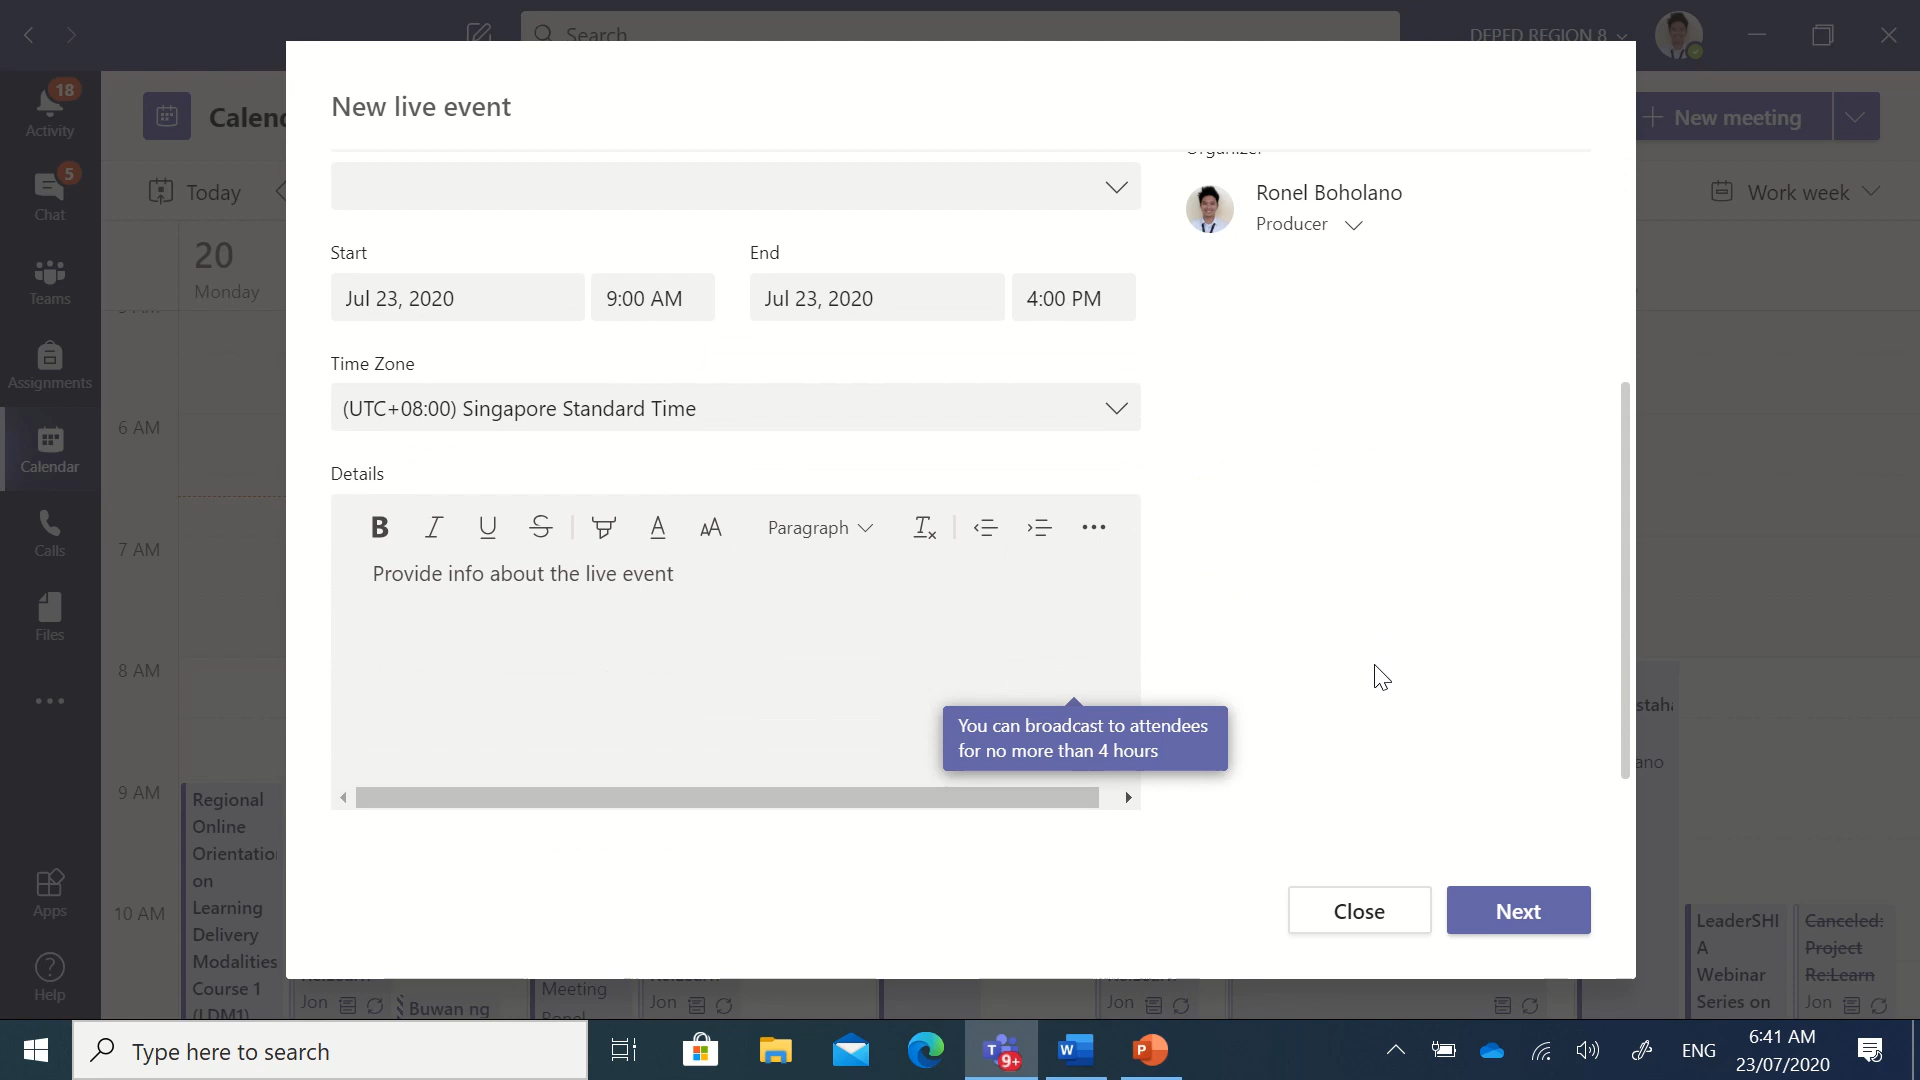 Search
DEPED REGION 8
18
Activity
Calend
New meeting
5
Chat
Today
Work week
Teams
20
Monday
Assignments
6 AM
Calendar
7 AM
Calls
Files
8 AM
9 AM
10 AM
Apps
Help
New live event
Organizer
Ronel Boholano
Producer
Start
End
Jul 23, 2020
9:00 AM
Jul 23, 2020
4:00 PM
Time Zone
(UTC+08:00) Singapore Standard Time
Details
B I U S A AA Paragraph
Provide info about the live event
You can broadcast to attendees
for no more than 4 hours
Close
Next
Regional
Online
Orientatio
on
Learning
Delivery
Modalities
Course 1
(LDM1)
Jon
Buwan ng
Meeting
Jon
Jon
LeaderSHI
A
Webinar
Series on
Canceled:
Project
Re:Learn
Jon
Type here to search
9+
ENG
6:41 AM
23/07/2020